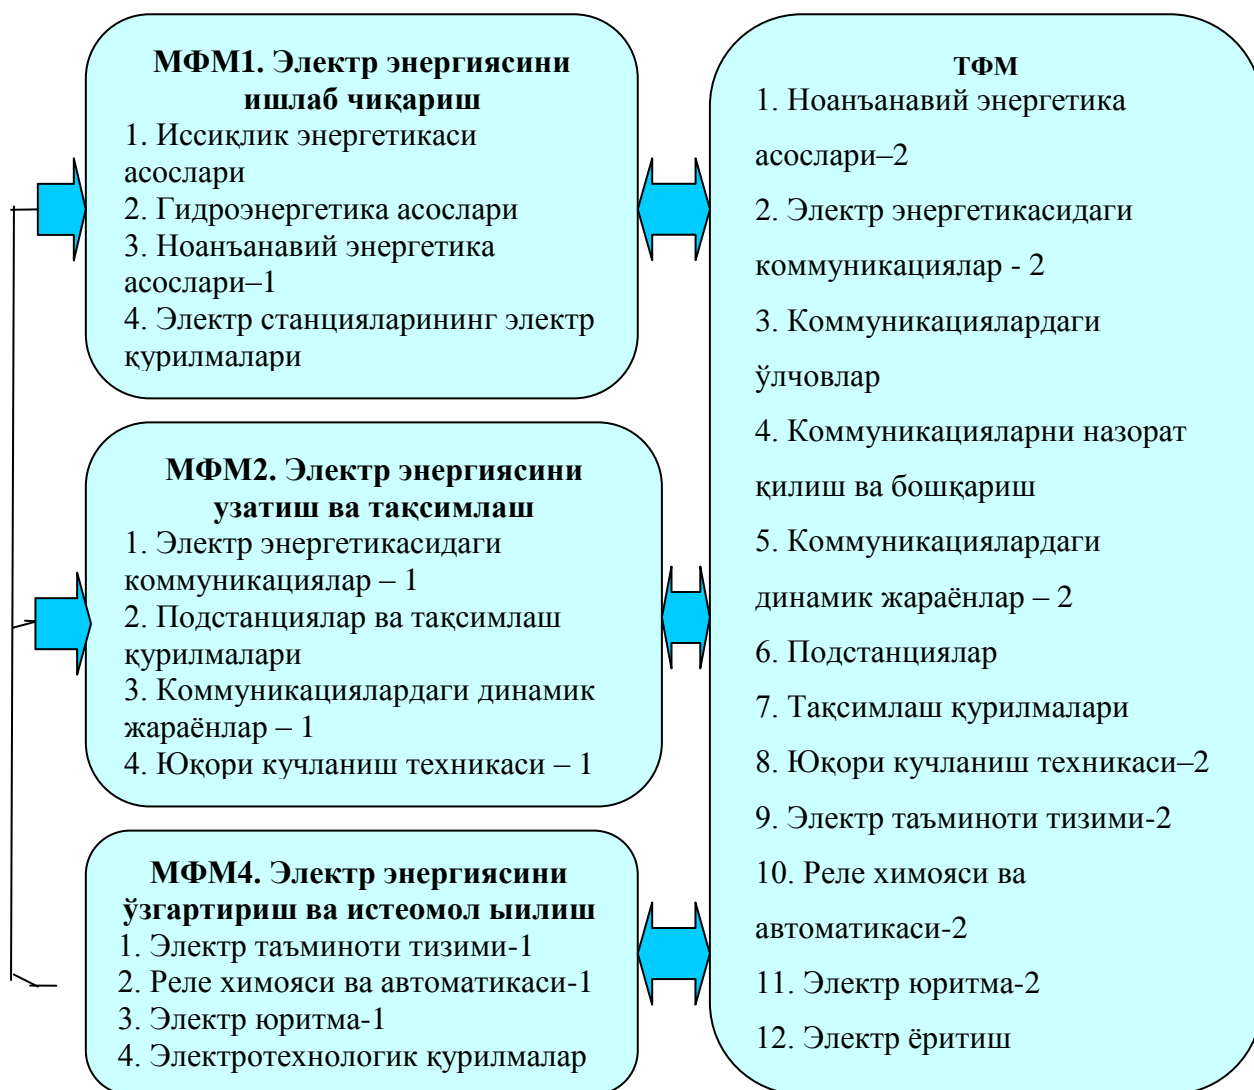 МФМ1. Электр энергиясини
ишлаб чиқариш
1. Иссиқлик энергетикаси
асослари
2. Гидроэнергетика асослари
3. Ноанъанавий энергетика
асослари–1
4. Электр станцияларининг электр
қурилмалари
МФМ2. Электр энергиясини
узатиш ва тақсимлаш
1. Электр энергетикасидаги
коммуникациялар – 1
2. Подстанциялар ва тақсимлаш
қурилмалари
3. Коммуникациялардаги динамик
жараёнлар – 1
4. Юқори кучланиш техникаси – 1
МФМ4. Электр энергиясини
ўзгартириш ва истеомол ыилиш
1. Электр таъминоти тизими-1
2. Реле химояси ва автоматикаси-1
3. Электр юритма-1
4. Электротехнологик қурилмалар
ТФМ
1. Ноанъанавий энергетика
асослари–2
2. Электр энергетикасидаги
коммуникациялар - 2
3. Коммуникациялардаги
ўлчовлар
4. Коммуникацияларни назорат
қилиш ва бошқариш
5. Коммуникациялардаги
динамик жараёнлар – 2
6. Подстанциялар
7. Тақсимлаш қурилмалари
8. Юқори кучланиш техникаси–2
9. Электр таъминоти тизими-2
10. Реле химояси ва
автоматикаси-2
11. Электр юритма-2
12. Электр ёритиш